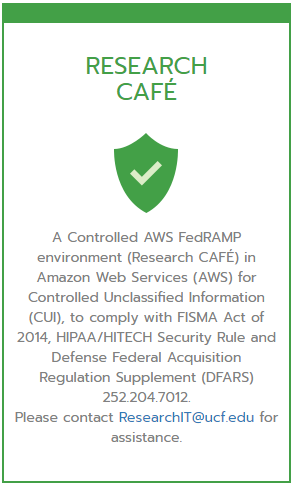 RESEARCH
CAFÉ
A Controlled AWS FedRAMP
environment (Research CAFÉ) in
Amazon Web Services (AWS) for
Controlled Unclassified Information
(CUI), to comply with FISMA Act of
2014, HIPAA/HITECH Security Rule and
Defense Federal Acquisition
Regulation Supplement (DFARS)
252.204.7012.
Please contact ResearchIT@ucf.edu for
assistance.